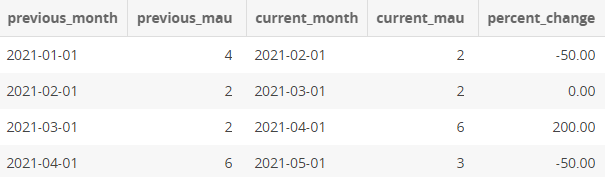 previous_month previous_mau current_month current_mau percent_change
2021-01-01 4 2021-02-01 2 -50.00
2021-02-01 2 2021-03-01 2 0.00
2021-03-01 2 2021-04-01 6 200.00
2021-04-01 6 2021-05-01 3 -50.00